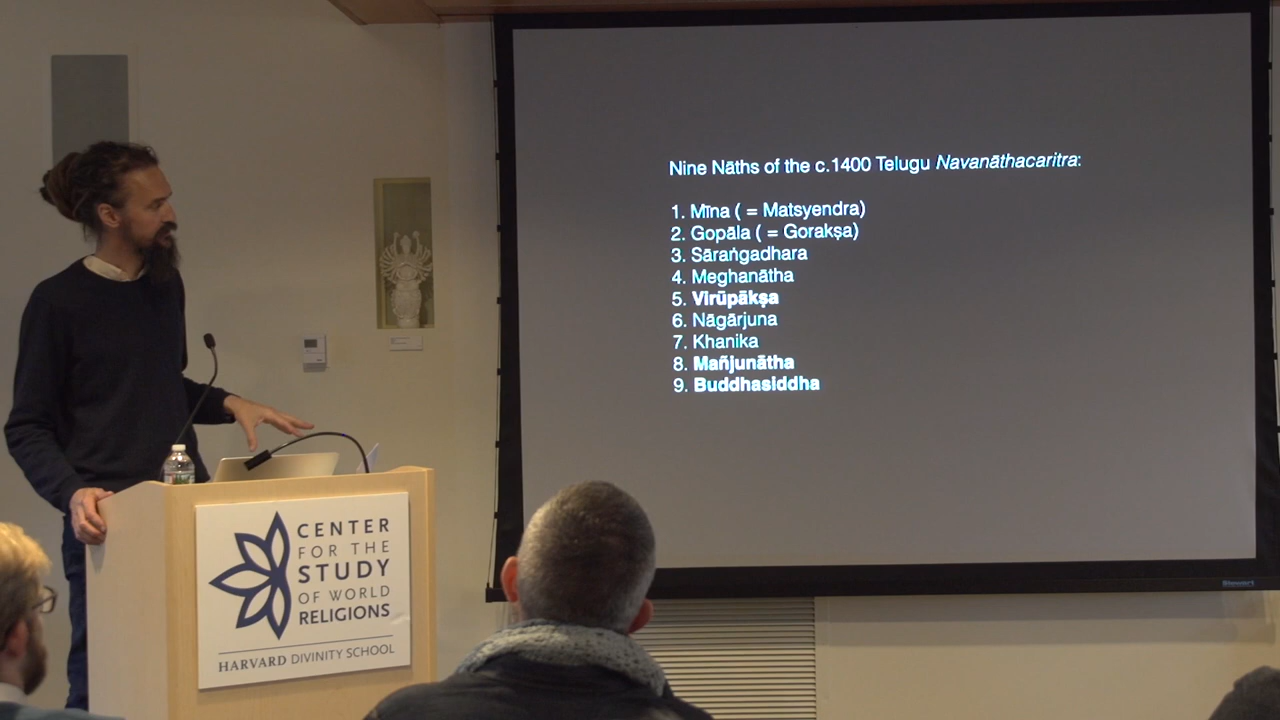 Nine Nāths of the c.1400 Telugu Navanāthacaritra:
1. Mīna ( = Matsyendra)
2. Gopāla ( = Gorakṣa)
3. Sāraṅgadhara
4. Meghanātha
5. Virūpākṣa
6. Nāgārjuna
7. Khanika
8. Mañjunātha
9. Buddhasiddha
CENTER
FOR THE
STUDY
OF WORLD
RELIGIONS
HARVARD DIVINITY SCHOOL
Stewart